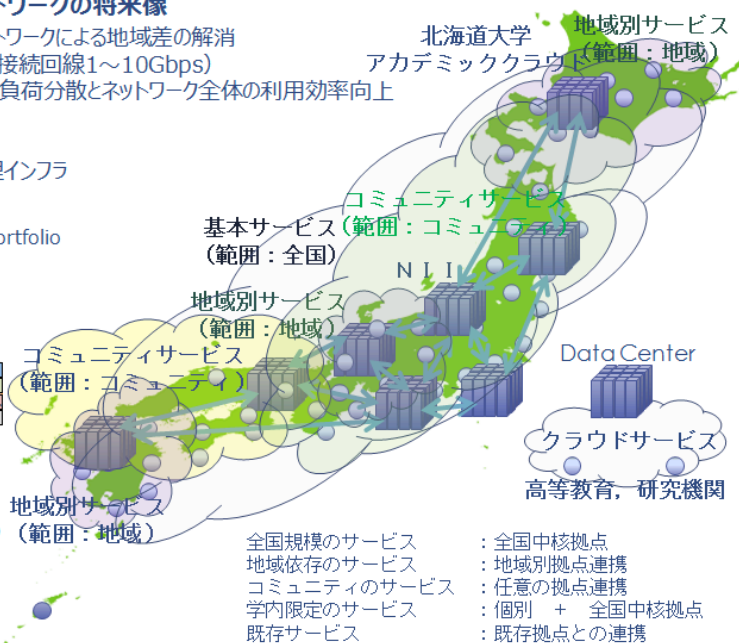 トワークの将来像
トワークによる地域差の解消
接続回線1～10Gbps）
負荷分散とネットワーク全体の利用効率向上
インフラ
ortfolio
北海道大学
アカデミッククラウド
地域別サービス
（範囲：地域）
コミュニティサービス
（範囲：コミュニティ）
基本サービス
（範囲：全国）
ＮＩＩ
地域別サービス
（範囲：地域）
コミュニティサービス
（範囲：コミュニティ）
Data Center
クラウドサービス
高等教育，研究機関
地域別サービス
（範囲：地域）
全国規模のサービス　：全国中核拠点
地域依存のサービス　：地域別拠点連携
コミュニティのサービス　：任意の拠点連携
学内限定のサービス　：個別　＋　全国中核拠点
既存サービス　：既存拠点との連携